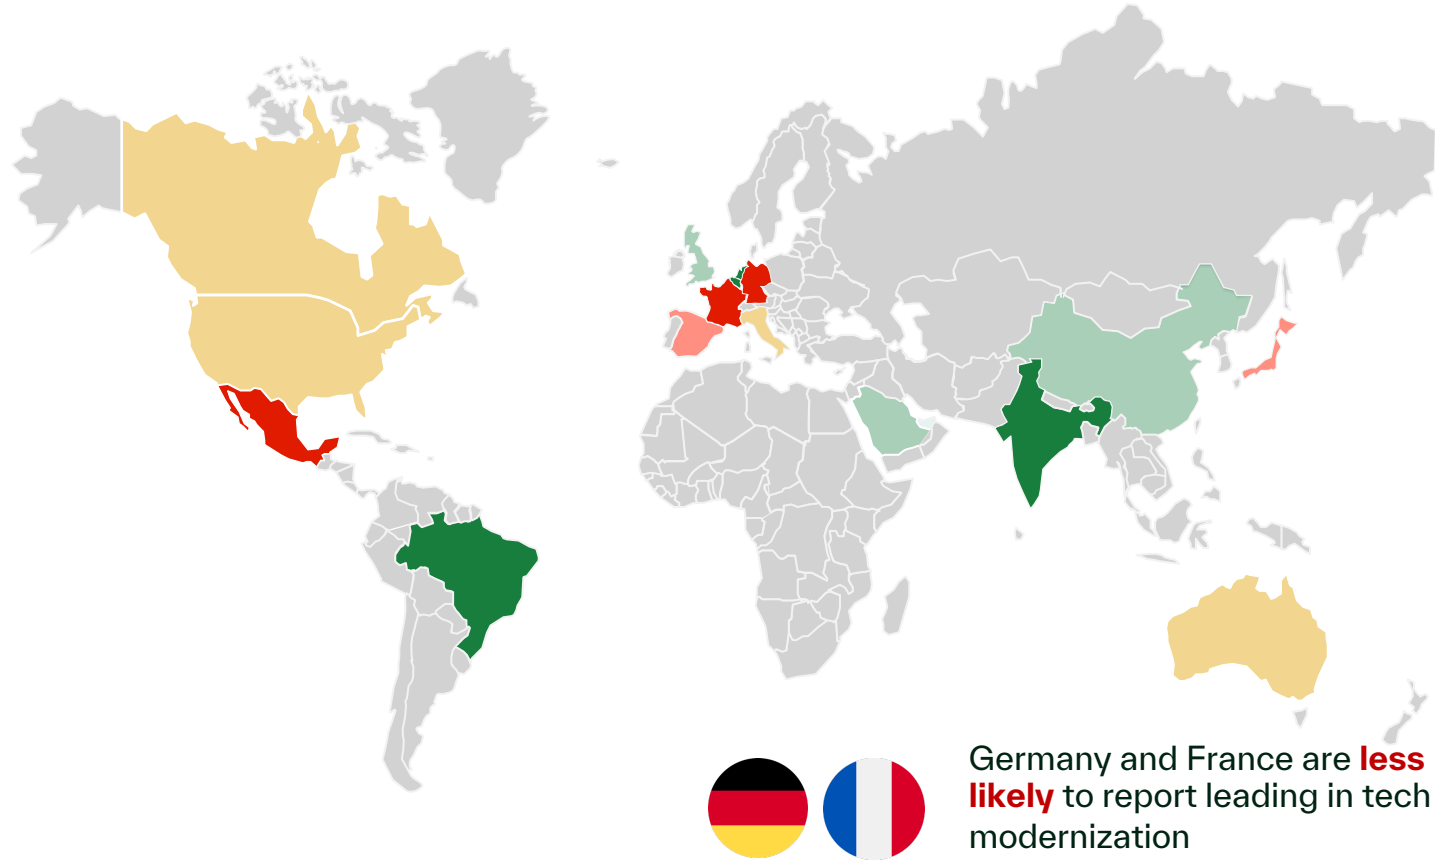 Germany and France are less
likely to report leading in tech
modernization